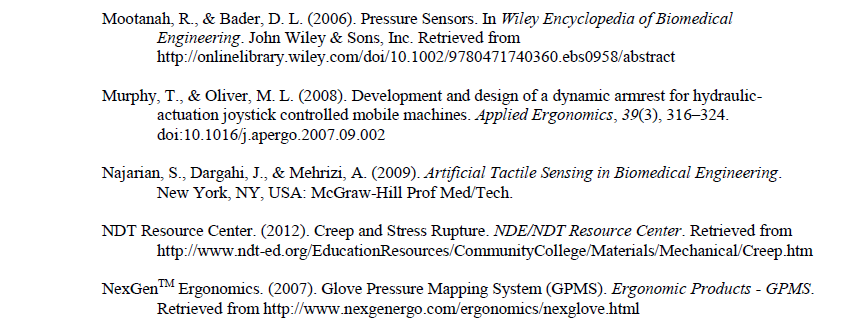 Mootanah, R., & Bader, D. L. (2006). Pressure Sensors. In Wiley Encyclopedia of Biomedical
Engineering. John Wiley & Sons, Inc. Retrieved from
http://onlinelibrary.wiley.com/doi/10.1002/9780471740360.ebs0958/abstract
Murphy, T., & Oliver, M. L. (2008). Development and design of a dynamic armrest for hydraulic-
actuation joystick controlled mobile machines. Applied Ergonomics, 39(3), 316–324.
doi:10.1016/j.apergo.2007.09.002
Najarian, S., Dargahi, J., & Mehrizi, A. (2009). Artificial Tactile Sensing in Biomedical Engineering.
New York, NY, USA: McGraw-Hill Prof Med/Tech.
NDT Resource Center. (2012). Creep and Stress Rupture. NDE/NDT Resource Center. Retrieved from
http://www.ndt-ed.org/EducationResources/CommunityCollege/Materials/Mechanical/Creep.htm
NexGen™ Ergonomics. (2007). Glove Pressure Mapping System (GPMS). Ergonomic Products - GPMS.
Retrieved from http://www.nexgenergo.com/ergonomics/nexglove.html